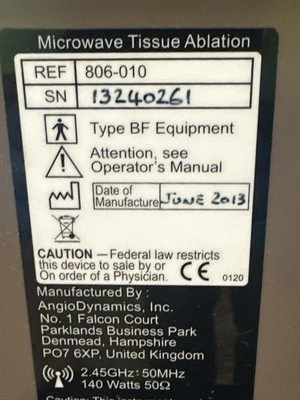 Microwave Tissue Ablation
REF 806-010
SN 13240261
Type BF Equipment
Attention, see
Operator's Manual
Date of
Manufacture JUNE 2013
CAUTION – Federal law restricts
this device to sale by or
On order of a Physician. CE 0120
Manufactured By :
AngioDynamics, Inc.
No. 1 Falcon Court
Parklands Business Park
Denmead, Hampshire
PO7 6XP, United Kingdom
2.45GHz: 50MHz
140 Watts 50Ω
Caution: This